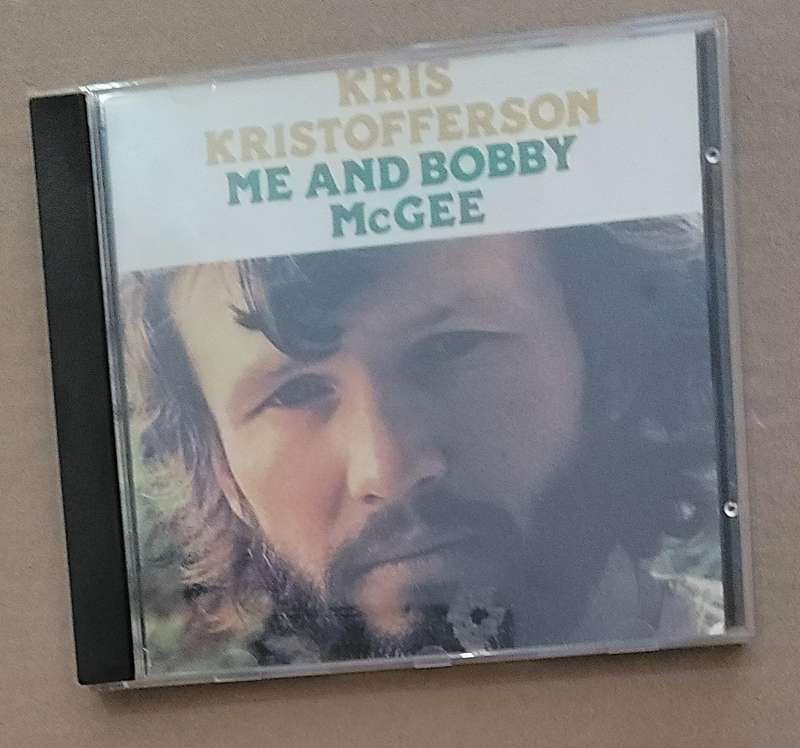 KRIS
KRISTOFFERSON
ME AND BOBBY
McGEE